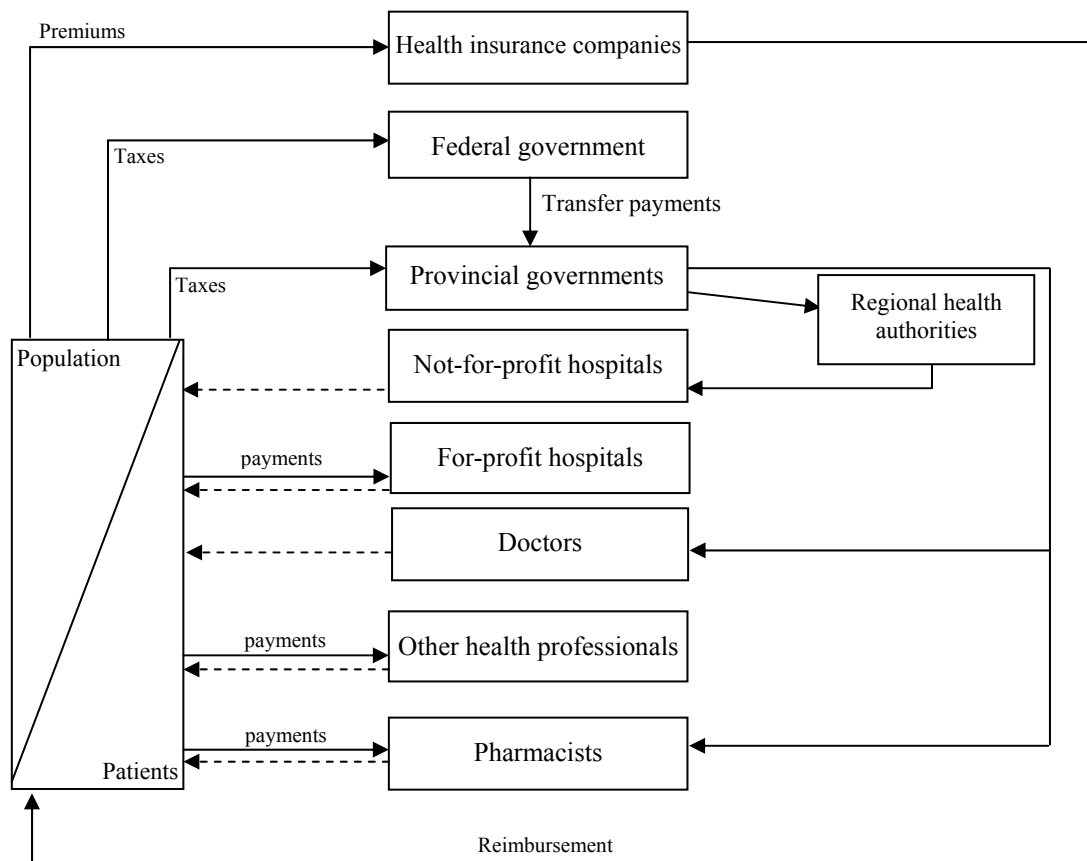 Premiums
Health insurance companies
Federal government
Taxes
Transfer payments
Provincial governments
Taxes
Regional health
authorities
Population
Not-for-profit hospitals
payments
For-profit hospitals
Doctors
payments
Other health professionals
payments
Pharmacists
Patients
Reimbursement